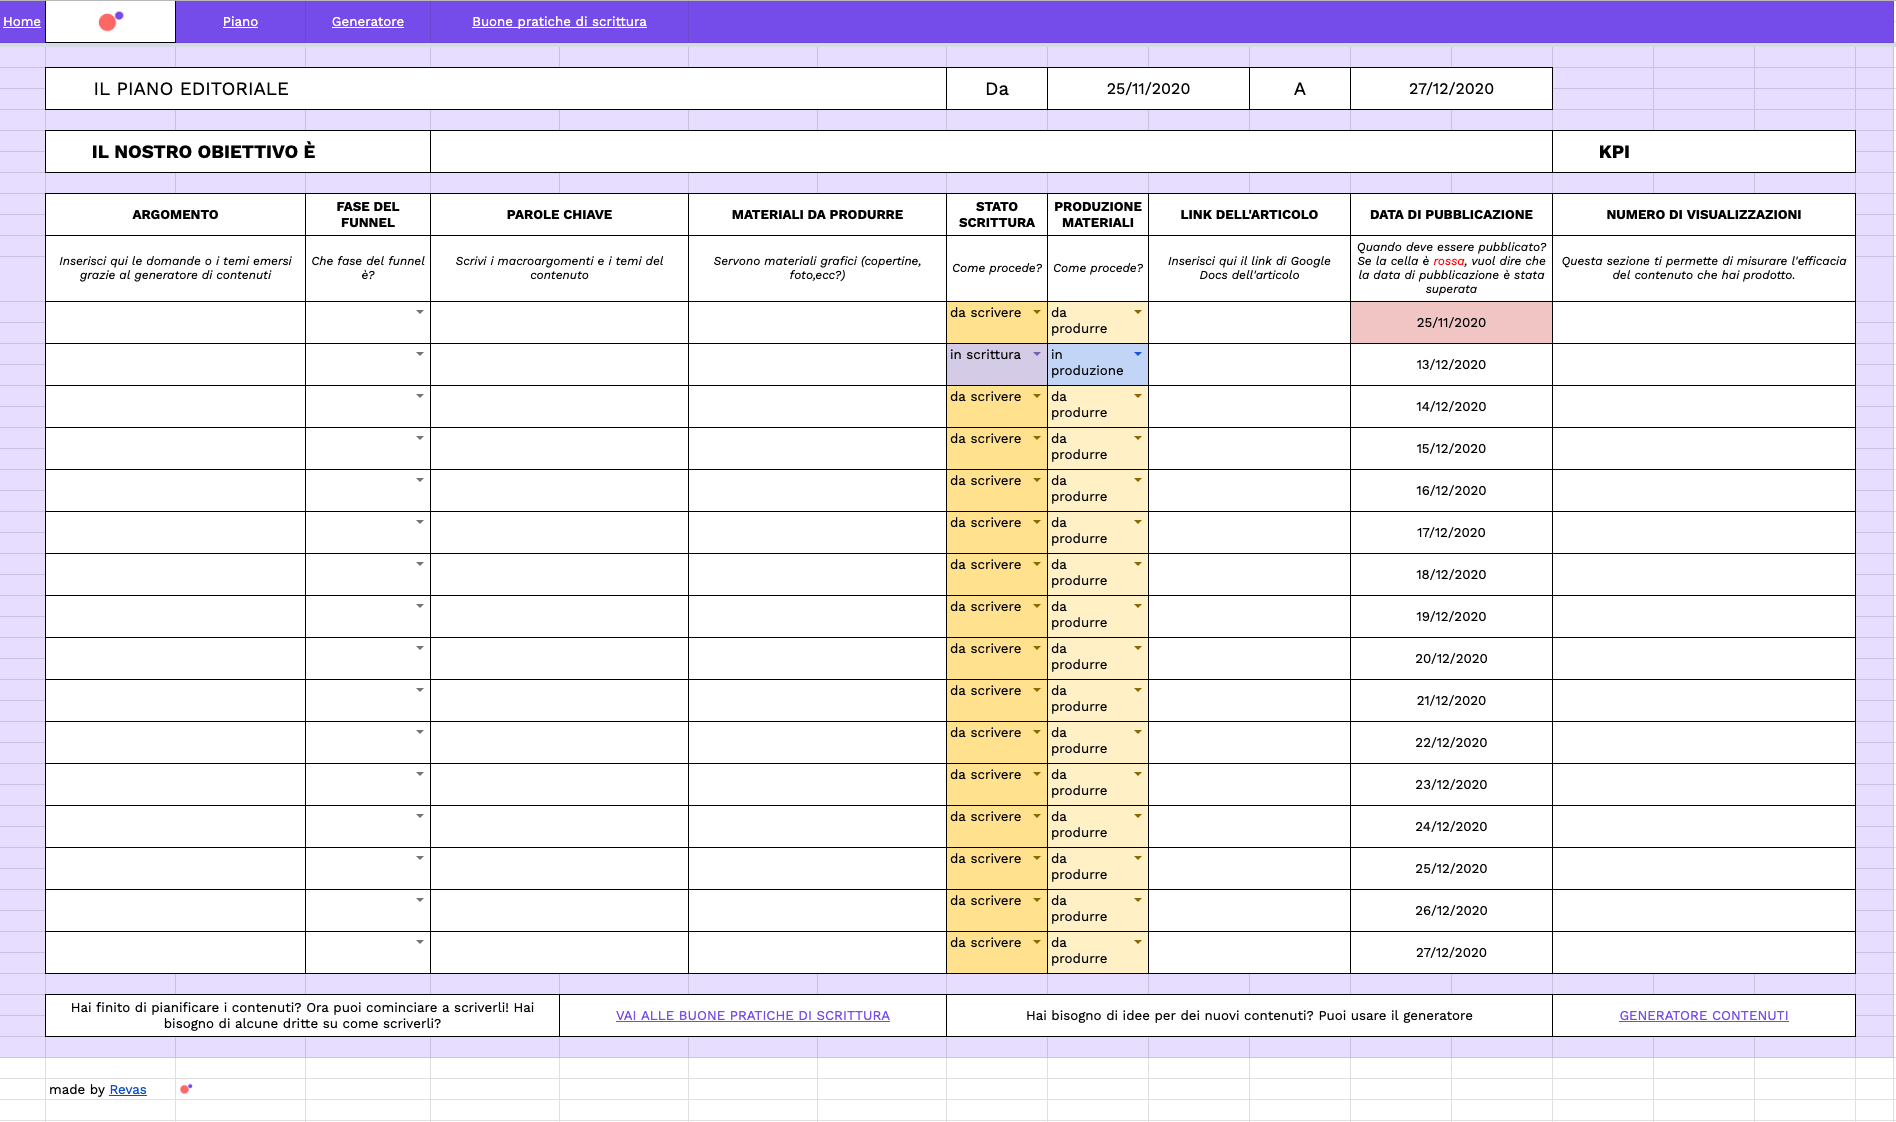 Home
Piano
Generatore
Buone pratiche di scrittura
IL PIANO EDITORIALE
Da
25/11/2020
A
27/12/2020
IL NOSTRO OBIETTIVO È
KPI
ARGOMENTO
FASE DEL
FUNNEL
PAROLE CHIAVE
MATERIALI DA PRODURRE
STATO
SCRITTURA
PRODUZIONE
MATERIALI
LINK DELL'ARTICOLO
DATA DI PUBBLICAZIONE
NUMERO DI VISUALIZZAZIONI
Inserisci qui le domande o i temi emersi
grazie al generatore di contenuti
Che fase del funnel
è?
Scrivi i macroargomenti e i temi del
contenuto
Servono materiali grafici (copertine,
foto,ecc?)
Come procede?
Come procede?
Inserisci qui il link di Google
Docs dell'articolo
Quando deve essere pubblicato?
Se la cella è rossa, vuol dire che
la data di pubblicazione è stata
superata
Questa sezione ti permette di misurare l'efficacia
del contenuto che hai prodotto.
da scrivere
da
produrre
25/11/2020
in scrittura
in
produzione
13/12/2020
da scrivere
da
produrre
14/12/2020
da scrivere
da
produrre
15/12/2020
da scrivere
da
produrre
16/12/2020
da scrivere
da
produrre
17/12/2020
da scrivere
da
produrre
18/12/2020
da scrivere
da
produrre
19/12/2020
da scrivere
da
produrre
20/12/2020
da scrivere
da
produrre
21/12/2020
da scrivere
da
produrre
22/12/2020
da scrivere
da
produrre
23/12/2020
da scrivere
da
produrre
24/12/2020
da scrivere
da
produrre
25/12/2020
da scrivere
da
produrre
26/12/2020
da scrivere
da
produrre
27/12/2020
Hai finito di pianificare i contenuti? Ora puoi cominciare a scriverli! Hai
bisogno di alcune dritte su come scriverli?
VAI ALLE BUONE PRATICHE DI SCRITTURA
Hai bisogno di idee per dei nuovi contenuti? Puoi usare il generatore
GENERATORE CONTENUTI
made by Revas